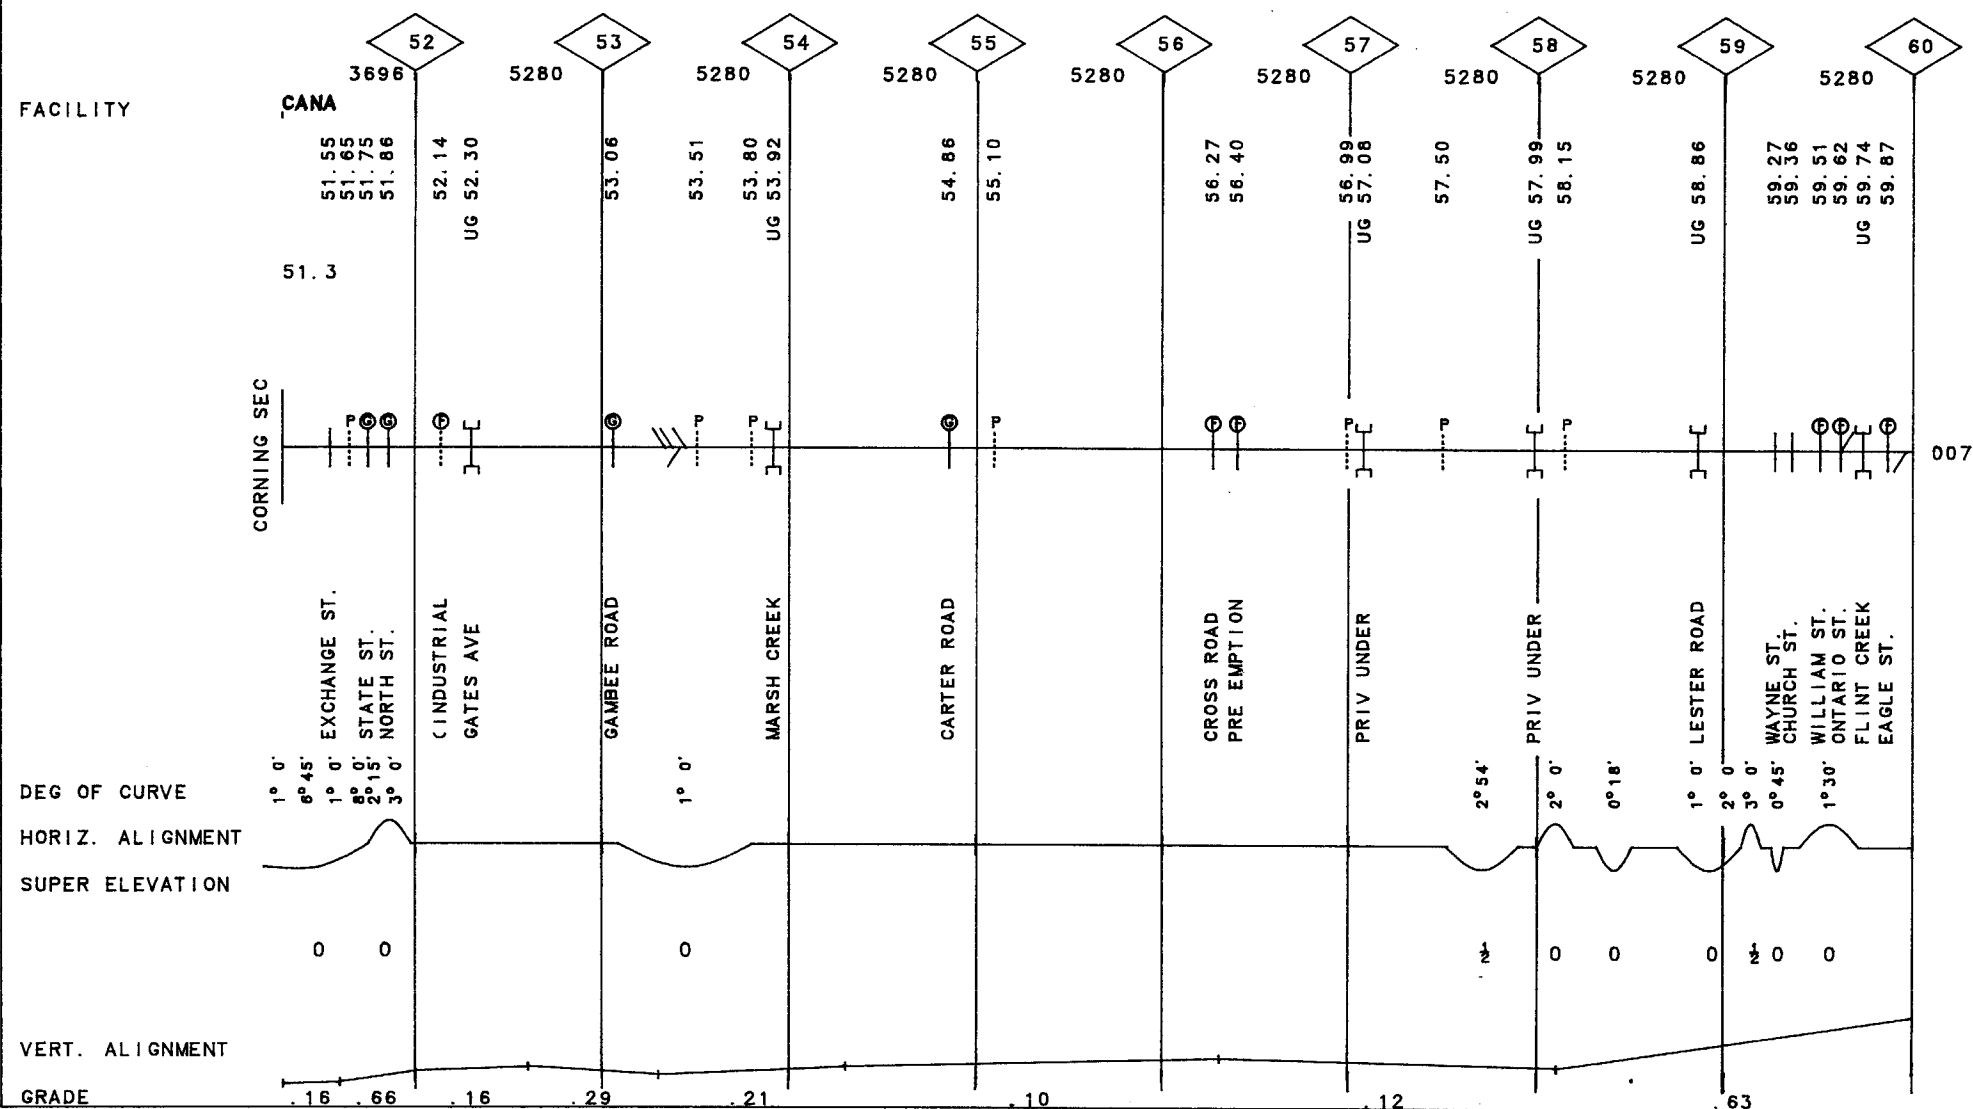 52 53 54 55 56 57 58 59 60
3696 5280 5280 5280 5280 5280 5280 5280 5280
FACILITY
CANA
51.55
51.65
51.75
51.86
52.14
UG 52.30
53.06
53.51
53.80
UG 53.92
54.86
55.10
56.27
56.40
56.99
UG 57.08
57.50
UG 57.99
58.15
UG 58.86
59.27
59.36
59.51
59.62
UG 59.74
59.87
51.3
CORNING SEC
P G G F G P P G P F F P P P F F F
007
EXCHANGE ST.
STATE ST.
NORTH ST.
(INDUSTRIAL
GATES AVE
GAMBEE ROAD
MARSH CREEK
CARTER ROAD
CROSS ROAD
PRE EMPTION
PRIV UNDER
PRIV UNDER
LESTER ROAD
WAYNE ST.
CHURCH ST.
WILLIAM ST.
ONTARIO ST.
FLINT CREEK
EAGLE ST.
DEG OF CURVE
1° 0'
6°45'
1° 0'
8° 0'
2°15'
3° 0'
1° 0'
2°54'
2° 0'
0°18'
1° 0'
2° 0'
3° 0'
0°45'
1°30'
HORIZ. ALIGNMENT
SUPER ELEVATION
0 0 0 ½ 0 0 0 ½ 0 0
VERT. ALIGNMENT
GRADE
.16 .66 .16 .29 .21 .10 .12 .63